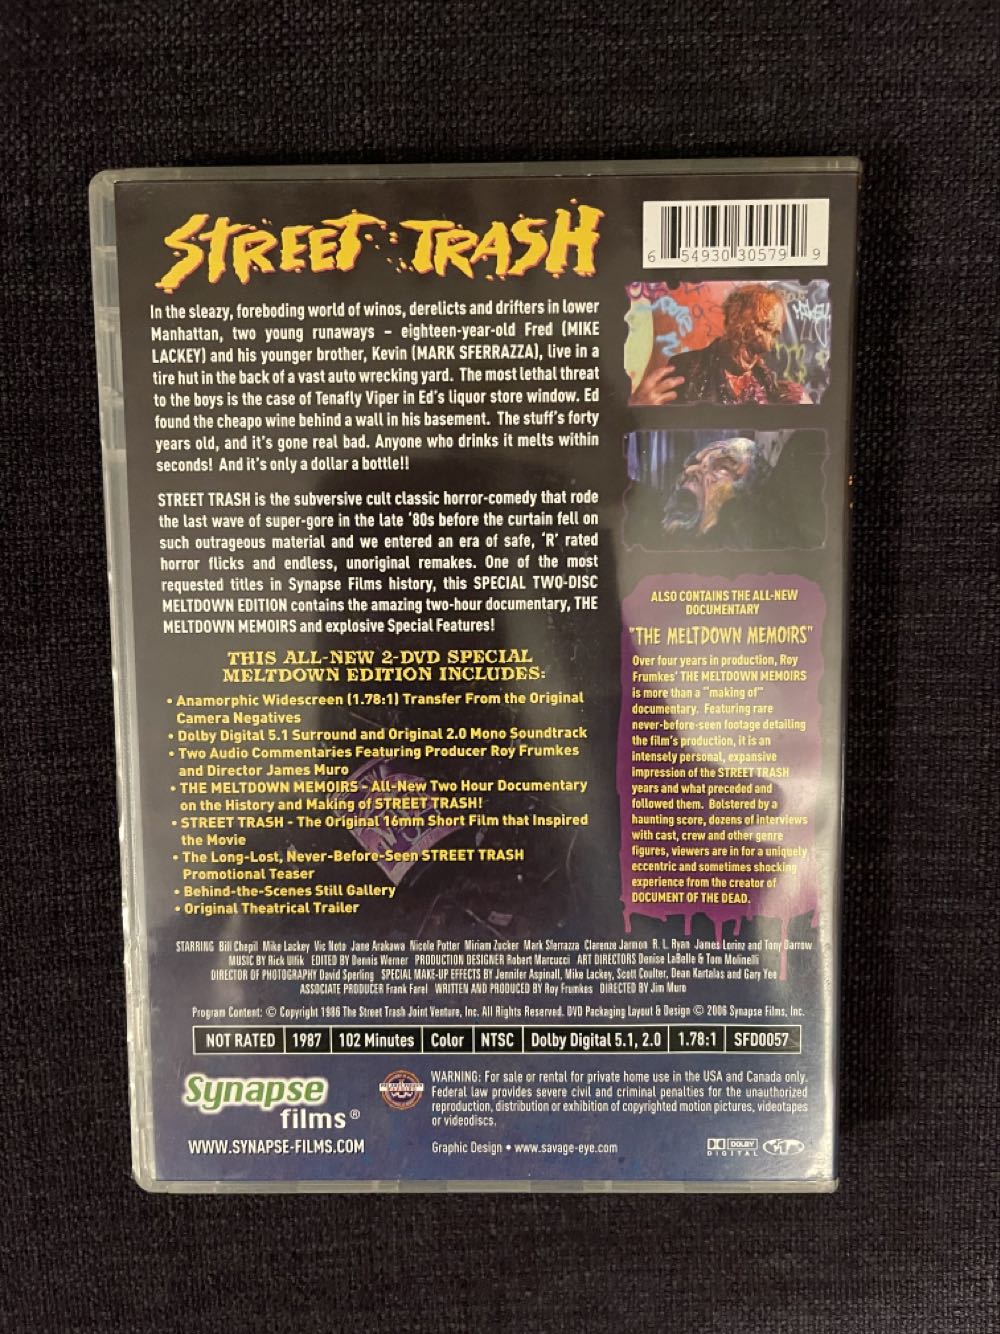 STREET TRASH
6 54930 30579 9
In the sleazy, foreboding world of winos, derelicts and drifters in lower
Manhattan, two young runaways – eighteen-year-old Fred (MIKE
LACKEY) and his younger brother, Kevin (MARK SFERRAZZA), live in a
tire hut in the back of a vast auto wrecking yard. The most lethal threat
to the boys is the case of Tenafly Viper in Ed's liquor store window. Ed
found the cheapo wine behind a wall in his basement. The stuff's forty
years old, and it's gone real bad. Anyone who drinks it melts within
seconds! And it's only a dollar a bottle!!
STREET TRASH is the subversive cult classic horror-comedy that rode
the last wave of super-gore in the late '80s before the curtain fell on
such outrageous material and we entered an era of safe, 'R' rated
horror flicks and endless, unoriginal remakes. One of the most
requested titles in Synapse Films history, this SPECIAL TWO-DISC
MELTDOWN EDITION contains the amazing two-hour documentary, THE
MELTDOWN MEMOIRS and explosive Special Features!
THIS ALL-NEW 2-DVD SPECIAL
MELTDOWN EDITION INCLUDES:
• Anamorphic Widescreen (1.78:1) Transfer From the Original
Camera Negatives
• Dolby Digital 5.1 Surround and Original 2.0 Mono Soundtrack
• Two Audio Commentaries Featuring Producer Roy Frumkes
and Director James Muro
• THE MELTDOWN MEMOIRS - All-New Two Hour Documentary
on the History and Making of STREET TRASH!
• STREET TRASH - The Original 16mm Short Film that Inspired
the Movie
• The Long-Lost, Never-Before-Seen STREET TRASH
Promotional Teaser
• Behind-the-Scenes Still Gallery
• Original Theatrical Trailer
ALSO CONTAINS THE ALL-NEW
DOCUMENTARY
"THE MELTDOWN MEMOIRS"
Over four years in production, Roy
Frumkes' THE MELTDOWN MEMOIRS
is more than a "making of"
documentary. Featuring rare
never-before-seen footage detailing
the film's production, it is an
intensely personal, expansive
impression of the STREET TRASH
years and what preceded and
followed them. Bolstered by a
haunting score, dozens of interviews
with cast, crew and other genre
figures, viewers are in for a uniquely
eccentric and sometimes shocking
experience from the creator of
DOCUMENT OF THE DEAD.
STARRING Bill Chepil Mike Lackey Vic Noto Jane Arakawa Nicole Potter Miriam Zucker Mark Sferrazza Clarenze Jarmon R. L. Ryan James Lorinz and Tony Darrow
MUSIC BY Rick Ulfik EDITED BY Dennis Werner PRODUCTION DESIGNER Robert Marcucci ART DIRECTORS Denise LaBelle & Tom Molinelli
DIRECTOR OF PHOTOGRAPHY David Sperling SPECIAL MAKE-UP EFFECTS BY Jennifer Aspinall, Mike Lackey, Scott Coulter, Dean Kartalas and Gary Yee
ASSOCIATE PRODUCER Frank Farel WRITTEN AND PRODUCED BY Roy Frumkes DIRECTED BY Jim Muro
Program Content: © Copyright 1986 The Street Trash Joint Venture, Inc. All Rights Reserved. DVD Packaging Layout & Design © 2006 Synapse Films, Inc.
NOT RATED 1987 102 Minutes Color NTSC Dolby Digital 5.1, 2.0 1.78:1 SFD0057
Synapse
films®
WWW.SYNAPSE-FILMS.COM
WARNING: For sale or rental for private home use in the USA and Canada only.
Federal law provides severe civil and criminal penalties for the unauthorized
reproduction, distribution or exhibition of copyrighted motion pictures, videotapes
or videodiscs.
Graphic Design • www.savage-eye.com
DOLBY
DIGITAL